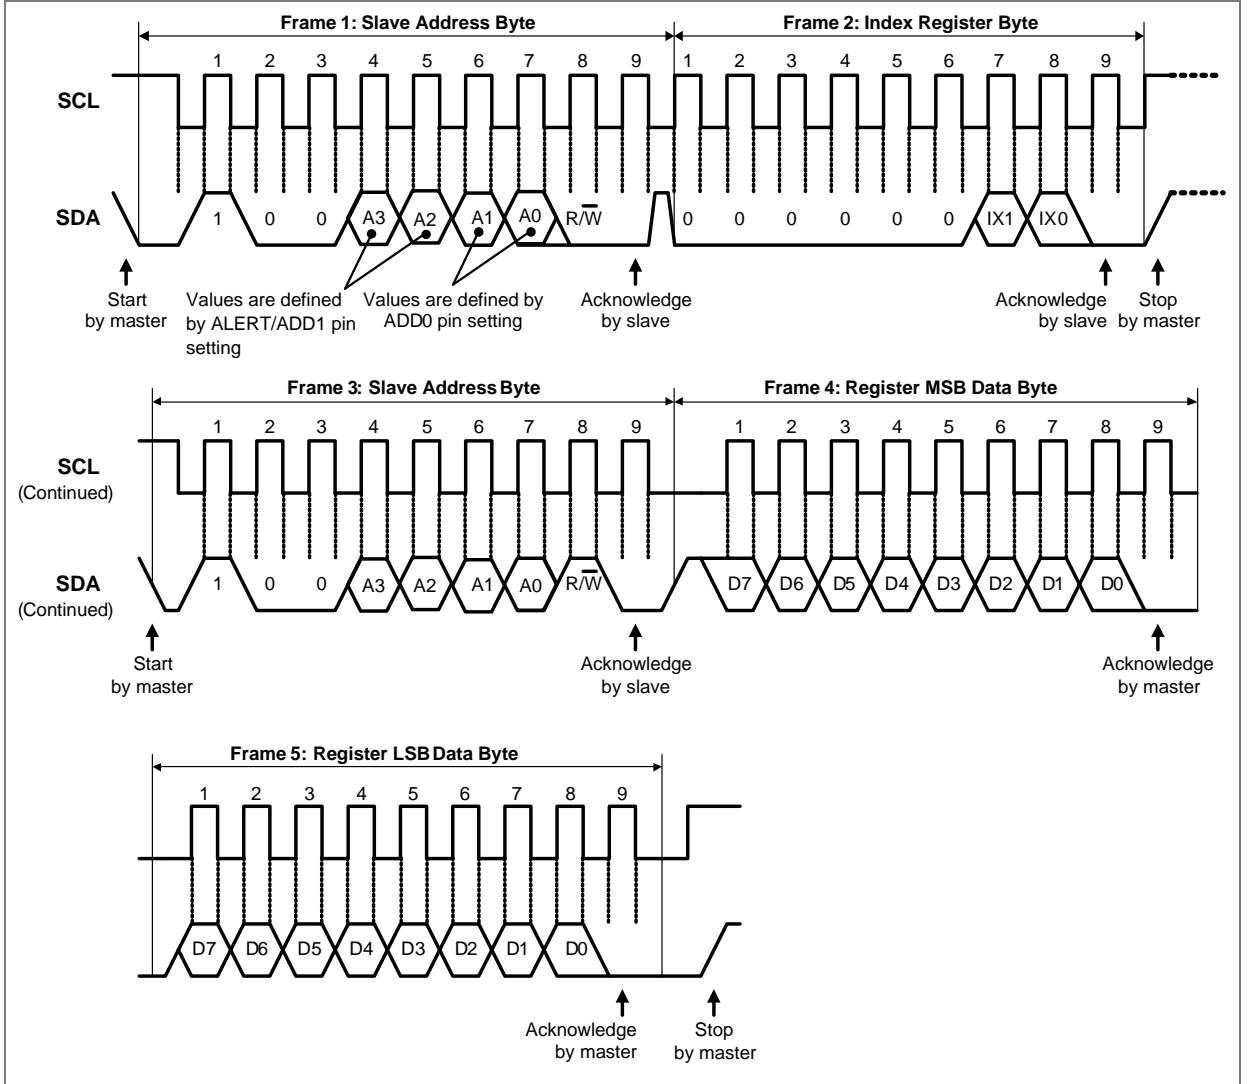 Frame 1: Slave Address Byte Frame 2: Index Register Byte
1 2 3 4 5 6 7 8 9 1 2 3 4 5 6 7 8 9
SCL
SDA 1 0 0 A3 A2 A1 A0 R/W 0 0 0 0 0 0 IX1 IX0
Start by master
Values are defined
by ALERT/ADD1 pin
setting
Values are defined by
ADD0 pin setting
Acknowledge
by slave
Acknowledge
by slave
Stop
by master
Frame 3: Slave Address Byte Frame 4: Register MSB Data Byte
1 2 3 4 5 6 7 8 9 1 2 3 4 5 6 7 8 9
SCL
(Continued)
SDA 1 0 0 A3 A2 A1 A0 R/W D7 D6 D5 D4 D3 D2 D1 D0
(Continued)
Start
by master
Acknowledge
by slave
Acknowledge
by master
Frame 5: Register LSB Data Byte
1 2 3 4 5 6 7 8 9
D7 D6 D5 D4 D3 D2 D1 D0
Acknowledge
by master
Stop
by master